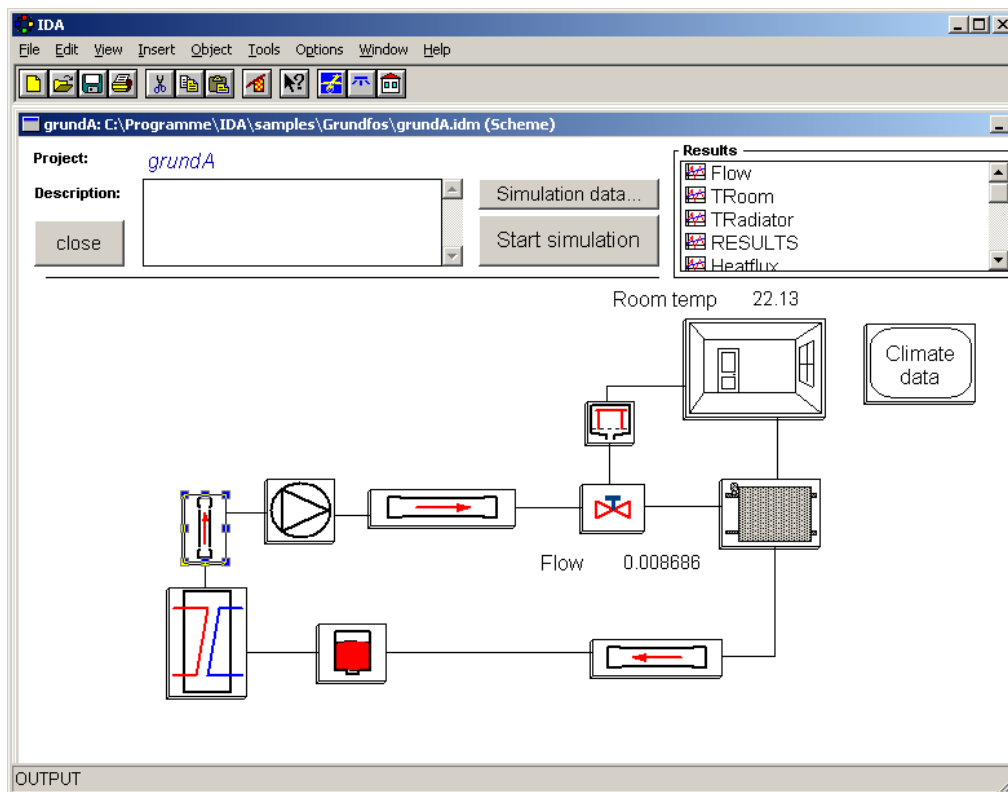 IDA
File Edit View Insert Object Tools Options Window Help
grundA: C:\Programme\IDA\samples\Grundfos\grundA.idm (Scheme)
Project: grundA
Description:
close
Simulation data...
Start simulation
Results
Flow
TRoom
TRadiator
RESULTS
Heatflux
Room temp 22.13
Climate
data
Flow 0.008686
OUTPUT